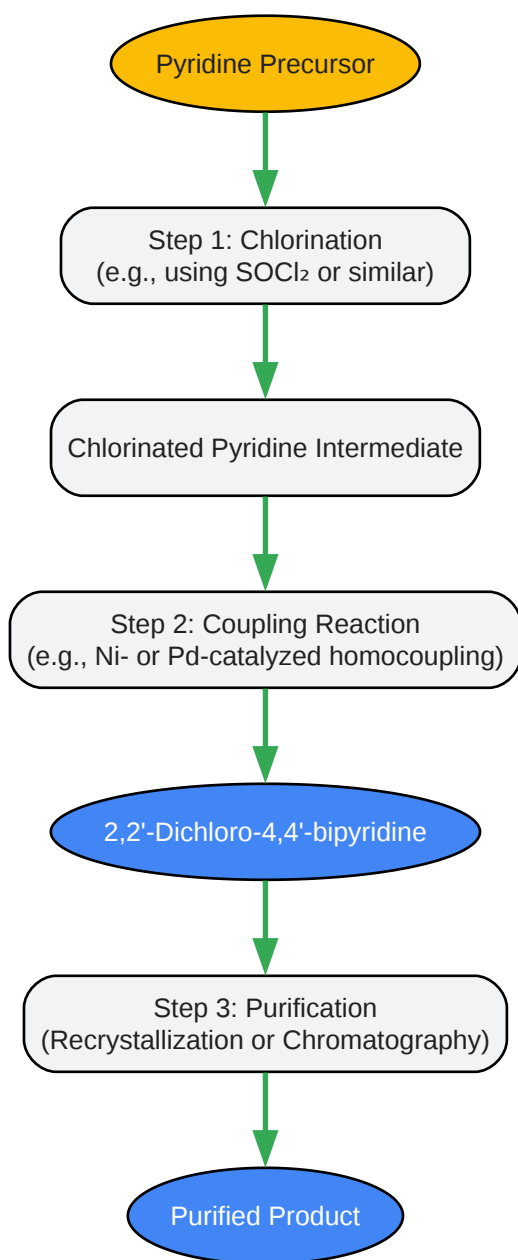 Pyridine Precursor
Step 1: Chlorination
(e.g., using SOCl₂ or similar)
Chlorinated Pyridine Intermediate
Step 2: Coupling Reaction
(e.g., Ni- or Pd-catalyzed homocoupling)
2,2'-Dichloro-4,4'-bipyridine
Step 3: Purification
(Recrystallization or Chromatography)
Purified Product